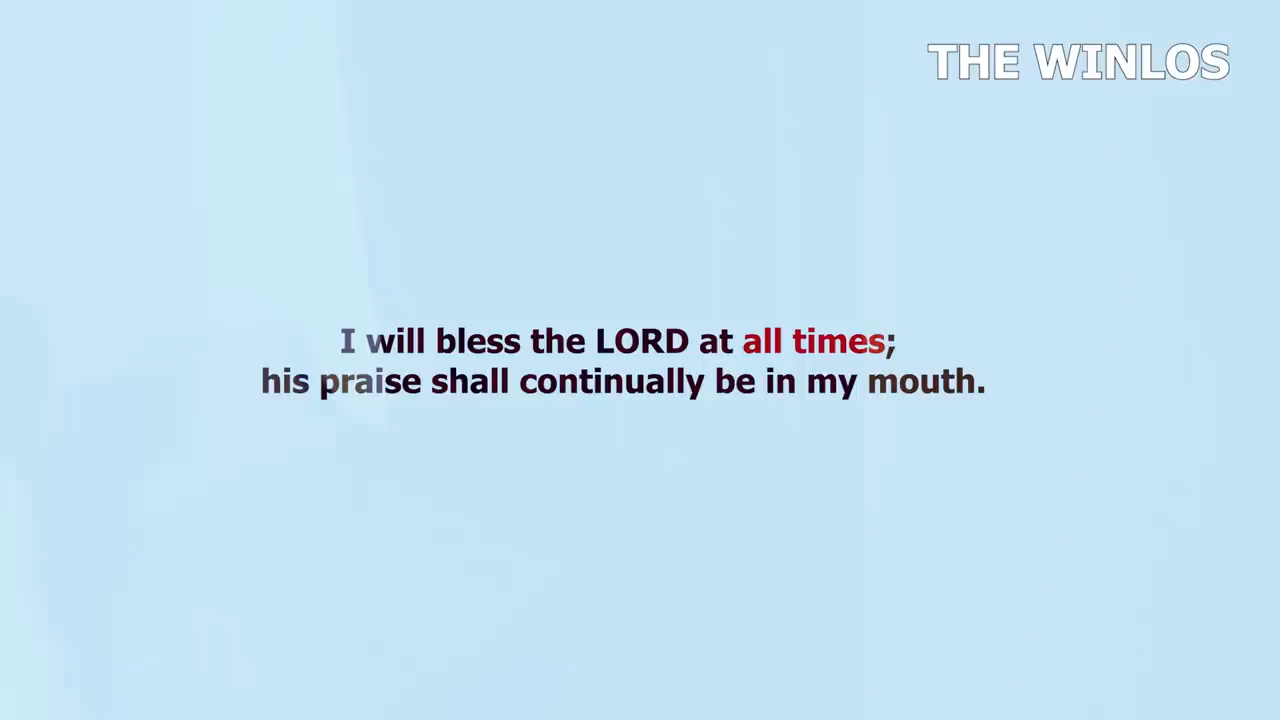 THE WINLOS
I will bless the LORD at all times;
his praise shall continually be in my mouth.